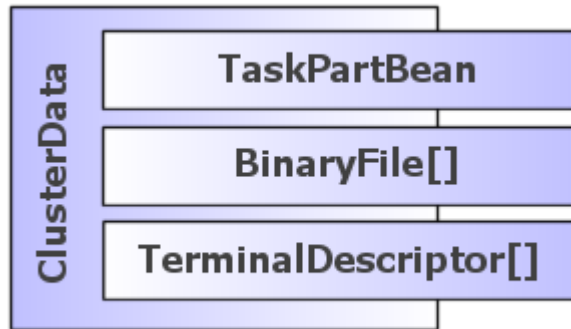 ClusterData
TaskPartBean
BinaryFile[]
TerminalDescriptor[]